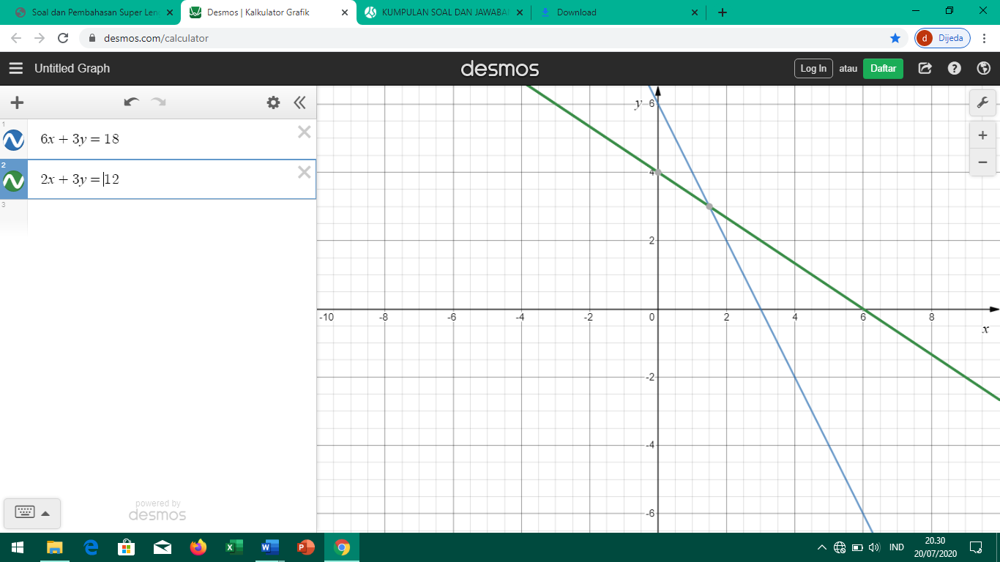 Soal dan Pembahasan Super Len
Desmos | Kalkulator Grafik
KUMPULAN SOAL DAN JAWABA
Download
desmos.com/calculator
d Dijeda
Untitled Graph
desmos
Log In atau Daftar
1
6x + 3y = 18
2
2x + 3y = 12
3
powered by
desmos
y
6
4
2
-10 -8 -6 -4 -2 0 2 4 6 8
x
-2
-4
-6
IND
20.30
20/07/2020